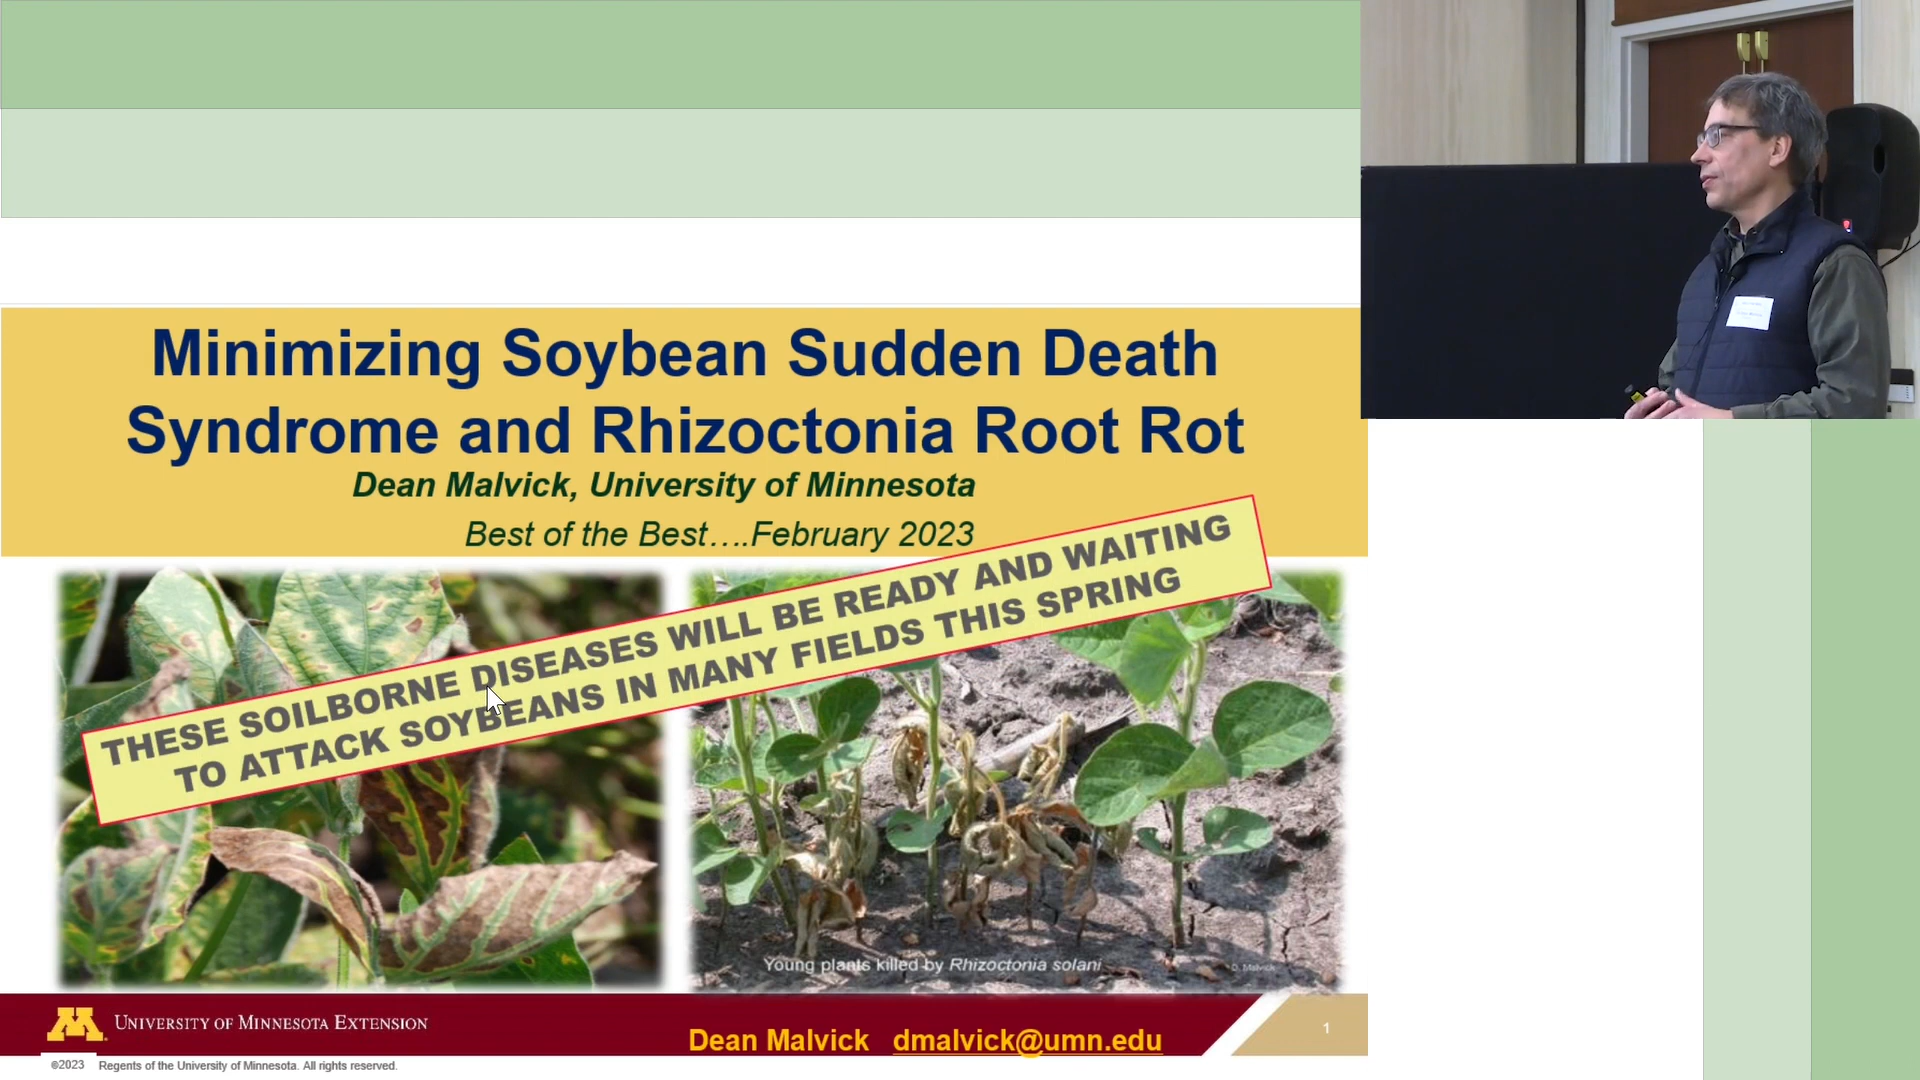 Minimizing Soybean Sudden Death
Syndrome and Rhizoctonia Root Rot
Dean Malvick, University of Minnesota
Best of the Best....February 2023
THESE SOILBORNE DISEASES WILL BE READY AND WAITING
TO ATTACK SOYBEANS IN MANY FIELDS THIS SPRING
Young plants killed by Rhizoctonia solani
D. Malvick
UNIVERSITY OF MINNESOTA EXTENSION
Dean Malvick dmalvick@umn.edu
1
©2023 Regents of the University of Minnesota. All rights reserved.